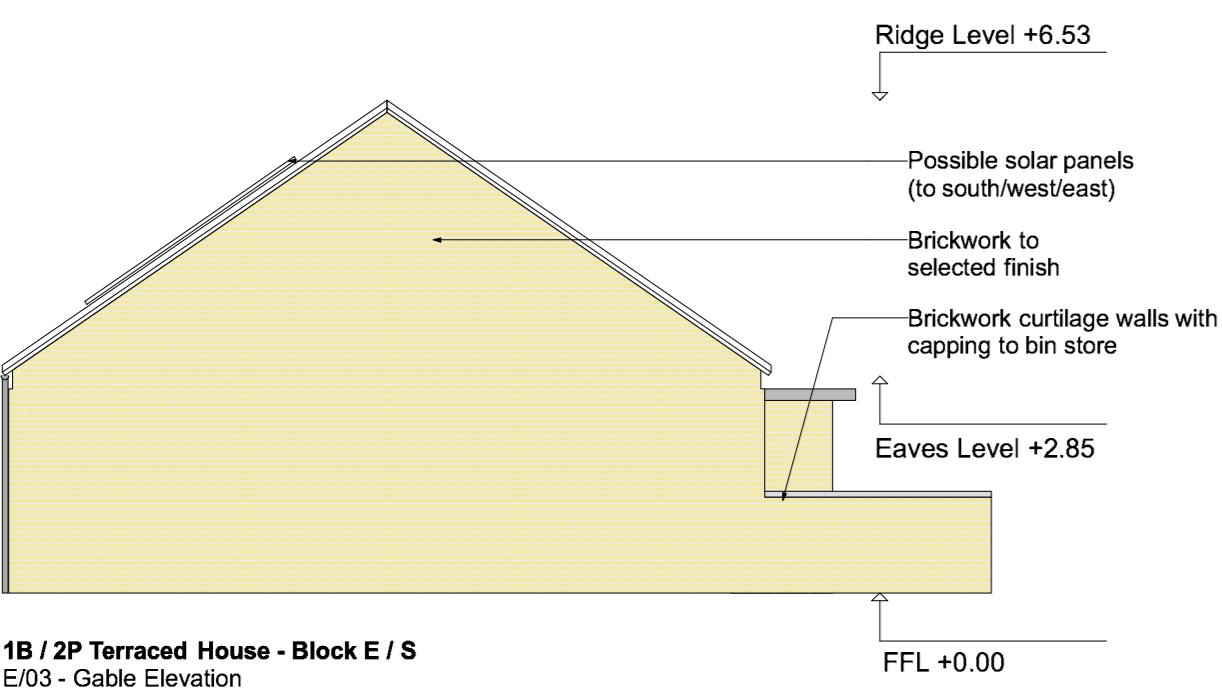 Ridge Level +6.53
Possible solar panels
(to south/west/east)
Brickwork to
selected finish
Brickwork curtilage walls with
capping to bin store
Eaves Level +2.85
FFL +0.00
1B / 2P Terraced House - Block E / S
E/03 - Gable Elevation